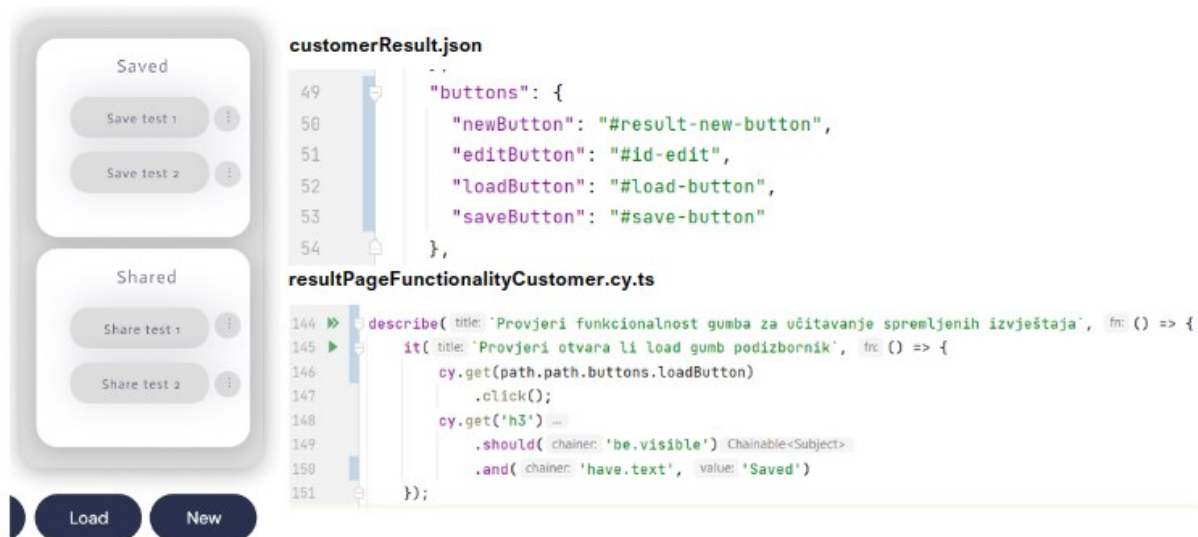 Saved
Save test 1
Save test 2
Shared
Share test 1
Share test 2
Load
New
customerResult.json
49 "buttons": {
50 "newButton": "#result-new-button",
51 "editButton": "#id-edit",
52 "loadButton": "#load-button",
53 "saveButton": "#save-button"
54 },
resultPageFunctionalityCustomer.cy.ts
144 describe( title: `Provjeri funkcionalnost gumba za učitavanje spremljenih izvještaja`, fn: () => {
145 it( title: `Provjeri otvara li load gumb podizbornik`, fn: () => {
146 cy.get(path.path.buttons.loadButton)
147 .click();
148 cy.get('h3') …
149 .should( chainer: 'be.visible') Chainable<Subject>
150 .and( chainer: 'have.text', value: 'Saved')
151 });